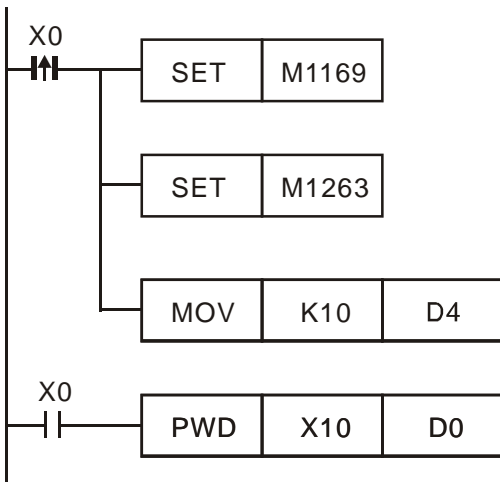 X0
SET M1169
SET M1263
MOV K10 D4
X0
PWD X10 D0